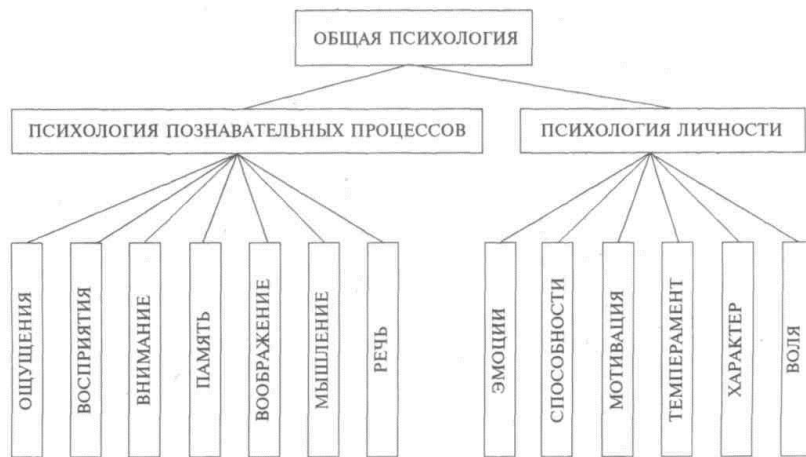 ОБЩАЯ ПСИХОЛОГИЯ
ПСИХОЛОГИЯ ПОЗНАВАТЕЛЬНЫХ ПРОЦЕССОВ
ПСИХОЛОГИЯ ЛИЧНОСТИ
ОЩУЩЕНИЯ
ВОСПРИЯТИЯ
ВНИМАНИЕ
ПАМЯТЬ
ВООБРАЖЕНИЕ
МЫШЛЕНИЕ
РЕЧЬ
ЭМОЦИИ
СПОСОБНОСТИ
МОТИВАЦИЯ
ТЕМПЕРАМЕНТ
ХАРАКТЕР
ВОЛЯ